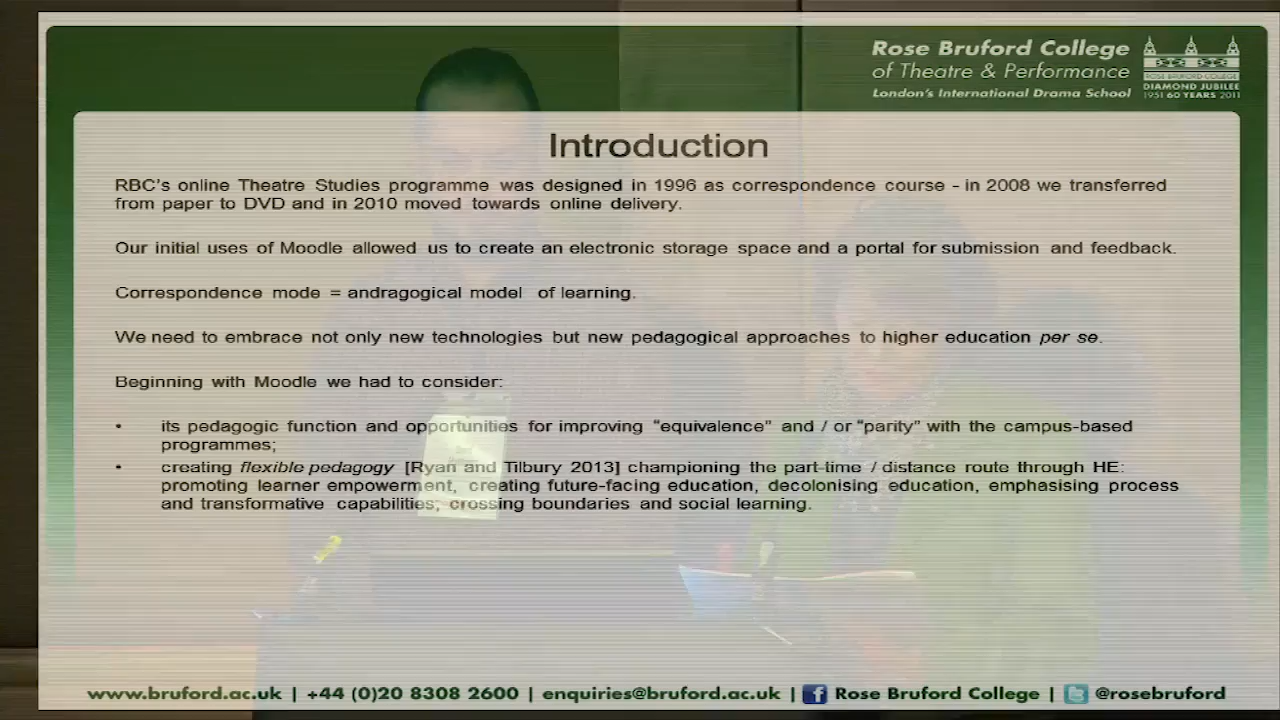 Rose Bruford College
of Theatre & Performance
London's International Drama School
ROSE BRUFORD COLLEGE
DIAMOND JUBILEE
1951 60 YEARS 2011
Introduction
RBC's online Theatre Studies programme was designed in 1996 as correspondence course - in 2008 we transferred
from paper to DVD and in 2010 moved towards online delivery.
Our initial uses of Moodle allowed us to create an electronic storage space and a portal for submission and feedback.
Correspondence mode = andragogical model of learning.
We need to embrace not only new technologies but new pedagogical approaches to higher education per se.
Beginning with Moodle we had to consider:
• its pedagogic function and opportunities for improving “equivalence” and / or “parity” with the campus-based
programmes;
• creating flexible pedagogy [Ryan and Tilbury 2013] championing the part-time / distance route through HE:
promoting learner empowerment, creating future-facing education, decolonising education, emphasising process
and transformative capabilities; crossing boundaries and social learning.
www.bruford.ac.uk | +44 (0)20 8308 2600 | enquiries@bruford.ac.uk | f Rose Bruford College | @rosebruford